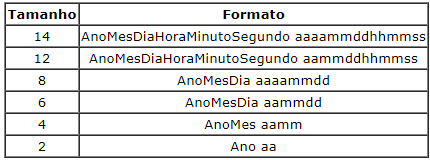 Tamanho Formato
14 AnoMesDiaHoraMinutoSegundo aaaammddhhmmss
12 AnoMesDiaHoraMinutoSegundo aammddhhmmss
8 AnoMesDia aaaammdd
6 AnoMesDia aammdd
4 AnoMes aamm
2 Ano aa